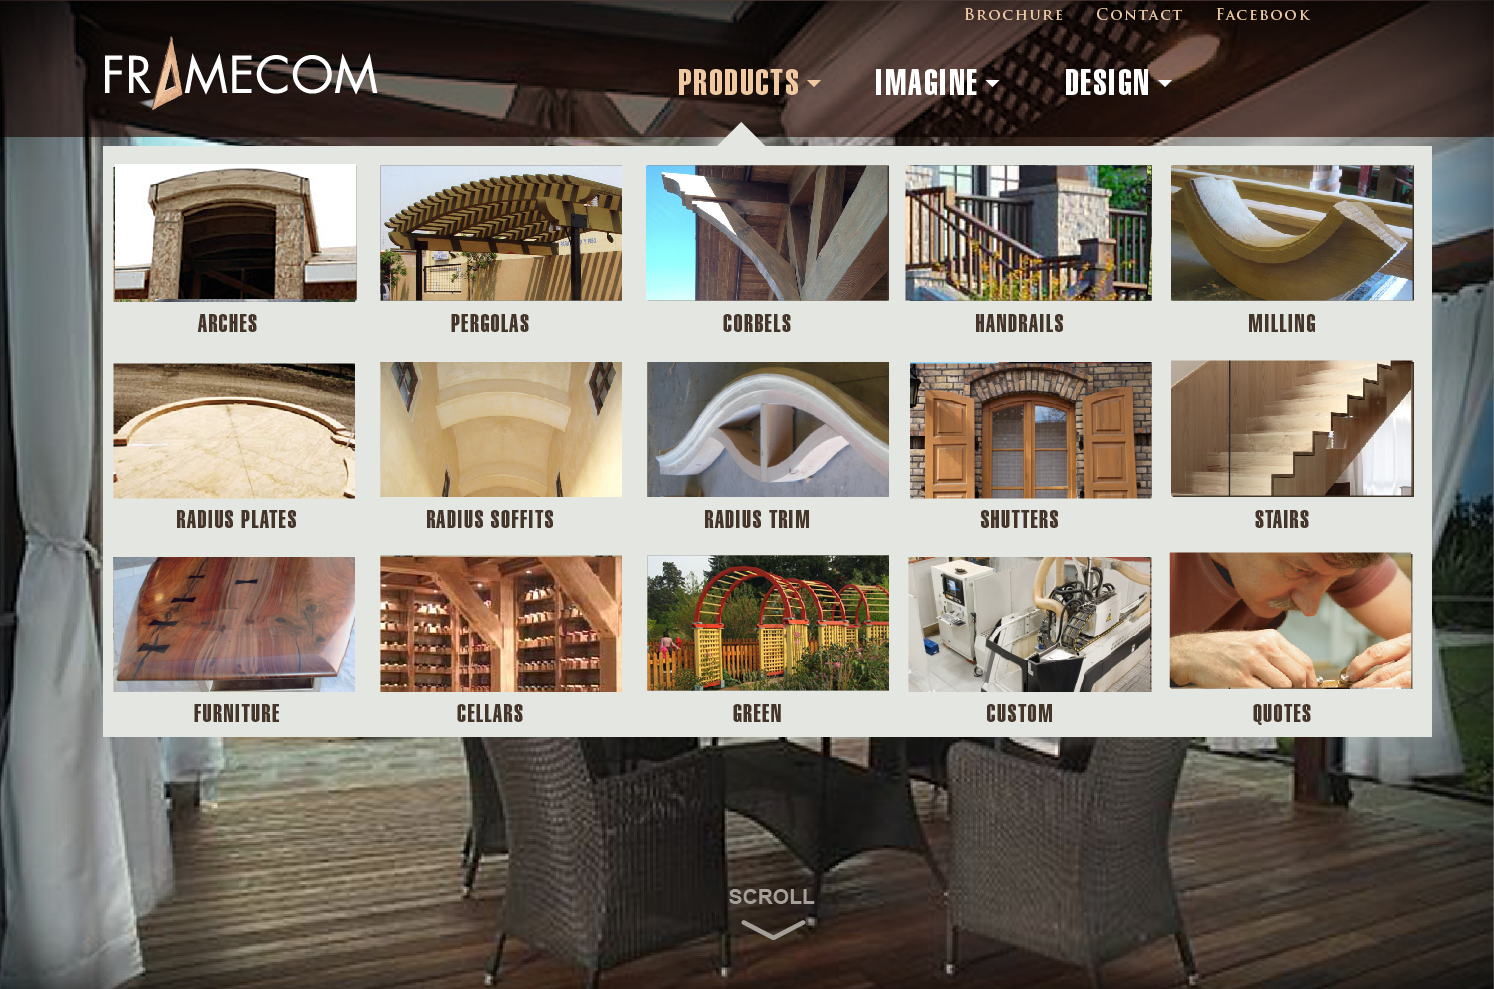 Brochure Contact Facebook
FRAMECOM
PRODUCTS IMAGINE DESIGN
ARCHES PERGOLAS CORBELS HANDRAILS MILLING
RADIUS PLATES RADIUS SOFFITS RADIUS TRIM SHUTTERS STAIRS
FURNITURE CELLARS GREEN CUSTOM QUOTES
SCROLL